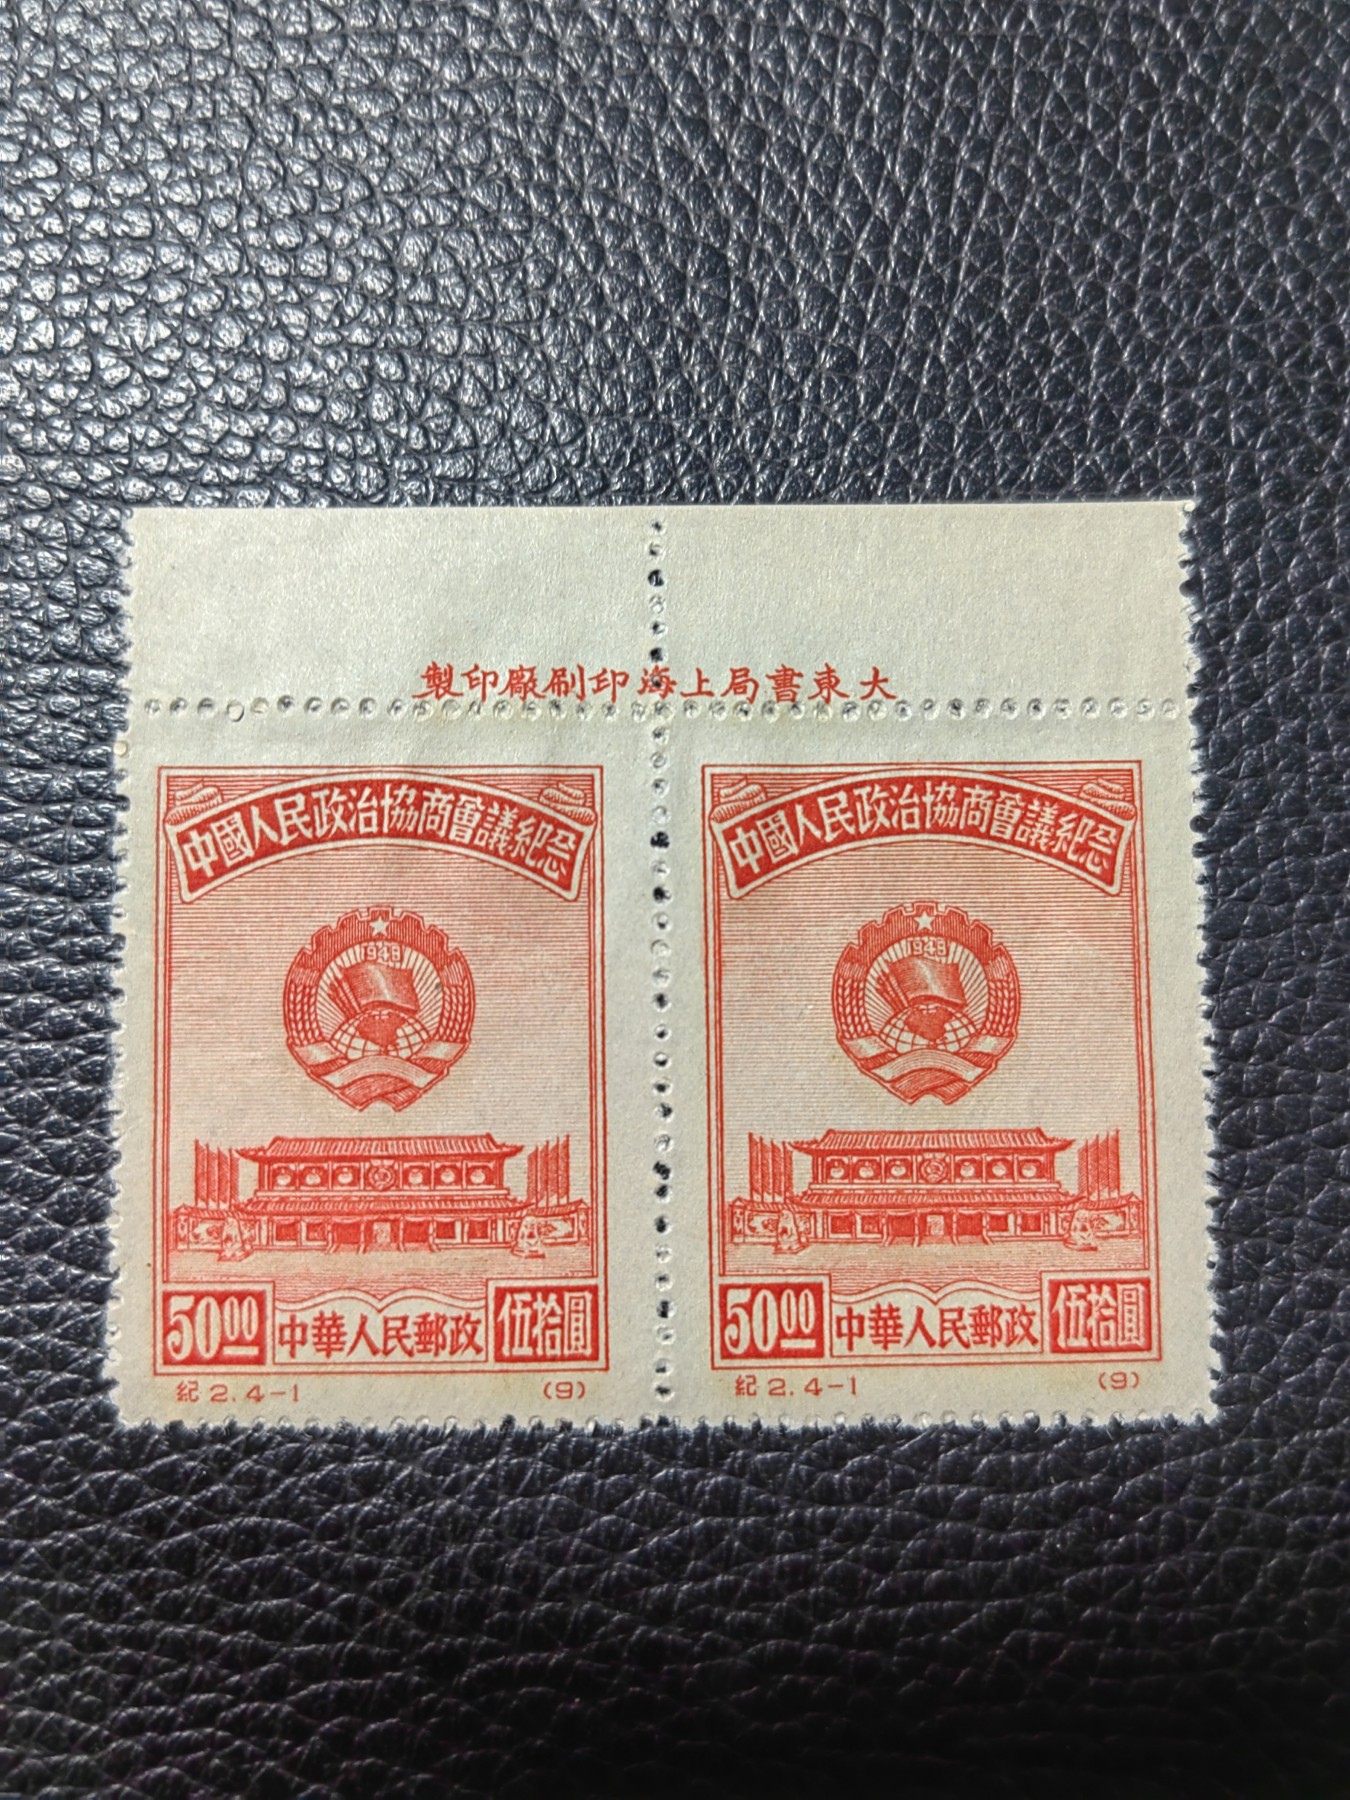 製印廠刷印海上局書東大
中國人民政治協商會議紀念
1949
50.00
中華人民郵政
伍拾圓
紀2.4-1
(9)
中國人民政治協商會議紀念
1949
50.00
中華人民郵政
伍拾圓
紀2.4-1
(9)